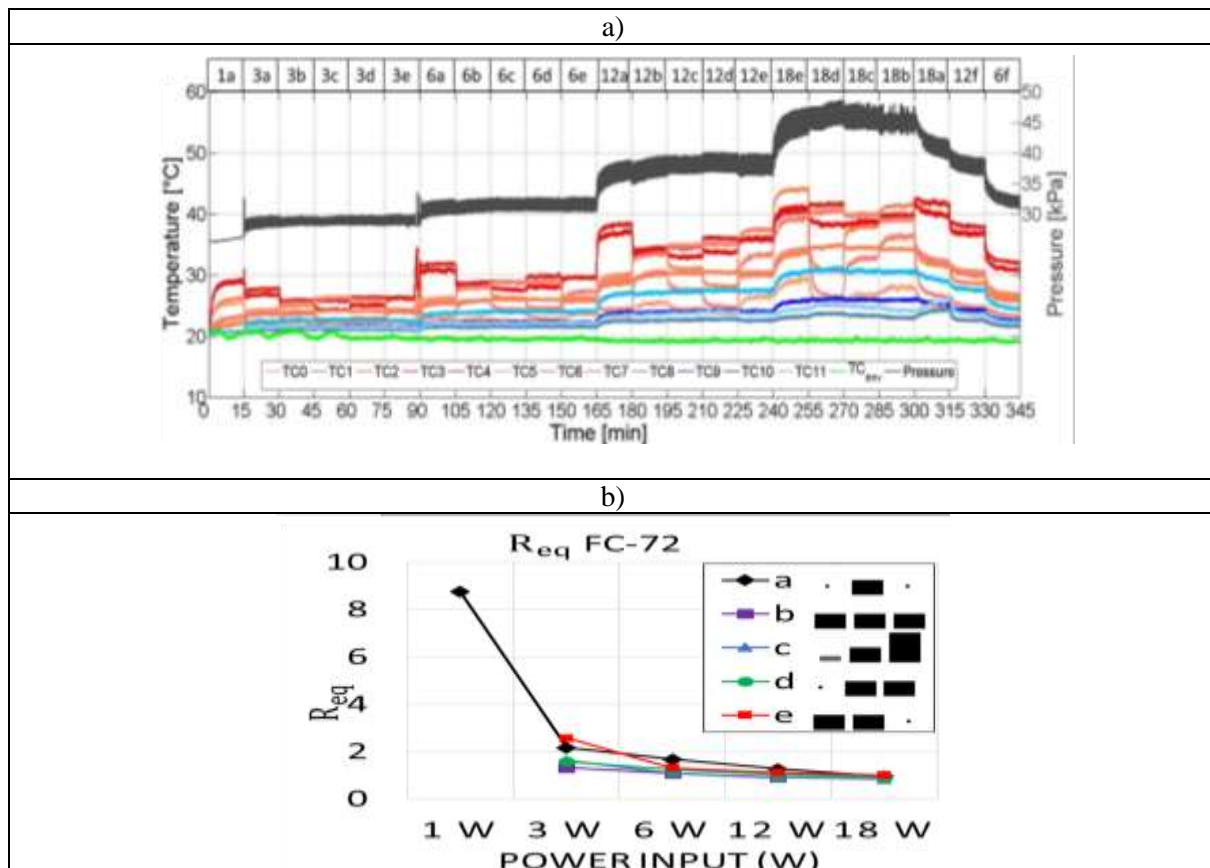 a)
1a 3a 3b 3c 3d 3e 6a 6b 6c 6d 6e 12a 12b 12c 12d 12e 18e 18d 18c 18b 18a 12f 6f
60 50
50 45
40
40 35
30
30
20
10
Temperature [°C]
Pressure [kPa]
TC0 TC1 TC2 TC3 TC4 TC5 TC6 TC7 TC8 TC9 TC10 TC11 TCenv Pressure
0 15 30 45 60 75 90 105 120 135 150 165 180 195 210 225 240 255 270 285 300 315 330 345
Time [min]
b)
Req FC-72
10
8
6
4
2
0
Req
a
b
c
d
e
1 W 3 W 6 W 12 W 18 W
POWER INPUT (W)